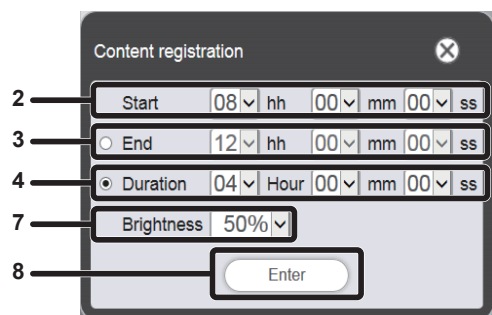 Content registration
2 Start 08 hh 00 mm 00 ss
3 End 12 hh 00 mm 00 ss
4 Duration 04 Hour 00 mm 00 ss
7 Brightness 50%
8 Enter